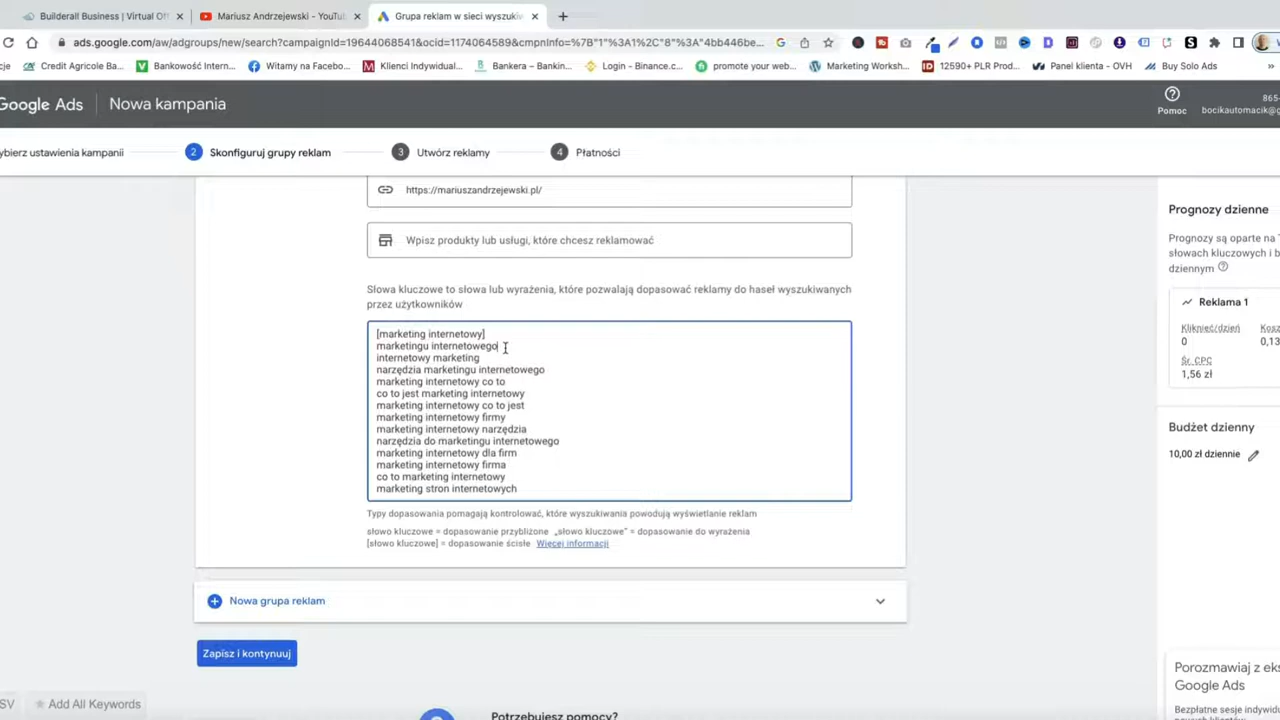 Builderall Business | Virtual Of
Mariusz Andrzejewski - YouTub
Grupa reklam w sieci wyszukiw
ads.google.com/aw/adgroups/new/search?campaignId=19644068541&ocid=1174064589&cmpnInfo=%7B"1"%3A1%2C"8"%3A"4bb446be...
cje
Credit Agricole Ba...
Bankowość Intern...
Witamy na Facebo...
Klienci Indywidual...
Bankera – Bankin...
Login - Binance.c...
promote your web...
Marketing Worksh...
12590+ PLR Prod...
Panel klienta - OVH
Buy Solo Ads
»
Google Ads
Nowa kampania
Pomoc
865-
bocikautomacik@g
ybierz ustawienia kampanii
2 Skonfiguruj grupy reklam
3 Utwórz reklamy
4 Płatności
https://mariuszandrzejewski.pl/
Wpisz produkty lub usługi, które chcesz reklamować
Słowa kluczowe to słowa lub wyrażenia, które pozwalają dopasować reklamy do haseł wyszukiwanych
przez użytkowników
[marketing internetowy]
marketingu internetowego
internetowy marketing
narzędzia marketingu internetowego
marketing internetowy co to
co to jest marketing internetowy
marketing internetowy co to jest
marketing internetowy firmy
marketing internetowy narzędzia
narzędzia do marketingu internetowego
marketing internetowy dla firm
marketing internetowy firma
co to marketing internetowy
marketing stron internetowych
Typy dopasowania pomagają kontrolować, które wyszukiwania powodują wyświetlanie reklam
słowo kluczowe = dopasowanie przybliżone „słowo kluczowe" = dopasowanie do wyrażenia
[słowo kluczowe] = dopasowanie ścisłe Więcej informacji
Nowa grupa reklam
Zapisz i kontynuuj
SV
Add All Keywords
Potrzebujesz pomocy?
Prognozy dzienne
Prognozy są oparte na T
słowach kluczowych i b
dziennym
Reklama 1
Kliknięć/dzień
Kosz
0
0,13
Śr. CPC
1,56 zł
Budżet dzienny
10,00 zł dziennie
Porozmawiaj z eks
Google Ads
Bezpłatne sesje indywidu